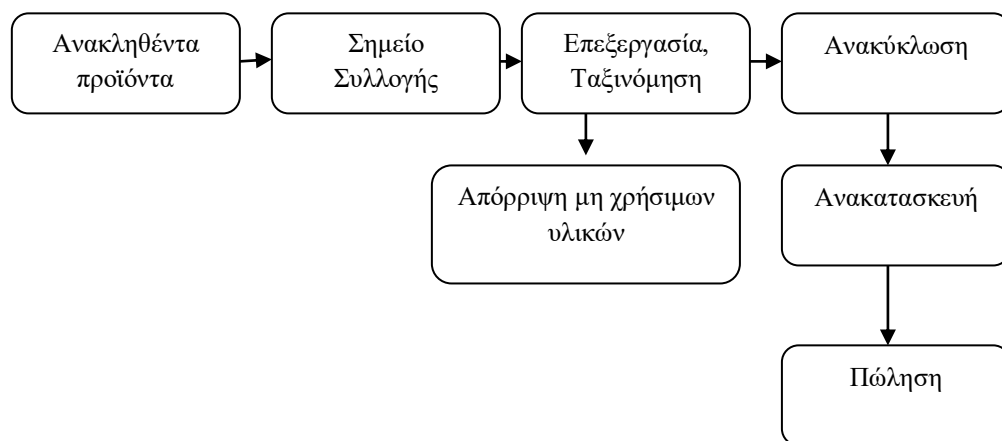 Ανακληθέντα
προϊόντα
Σημείο
Συλλογής
Επεξεργασία,
Ταξινόμηση
Ανακύκλωση
Απόρριψη μη χρήσιμων
υλικών
Ανακατασκευή
Πώληση